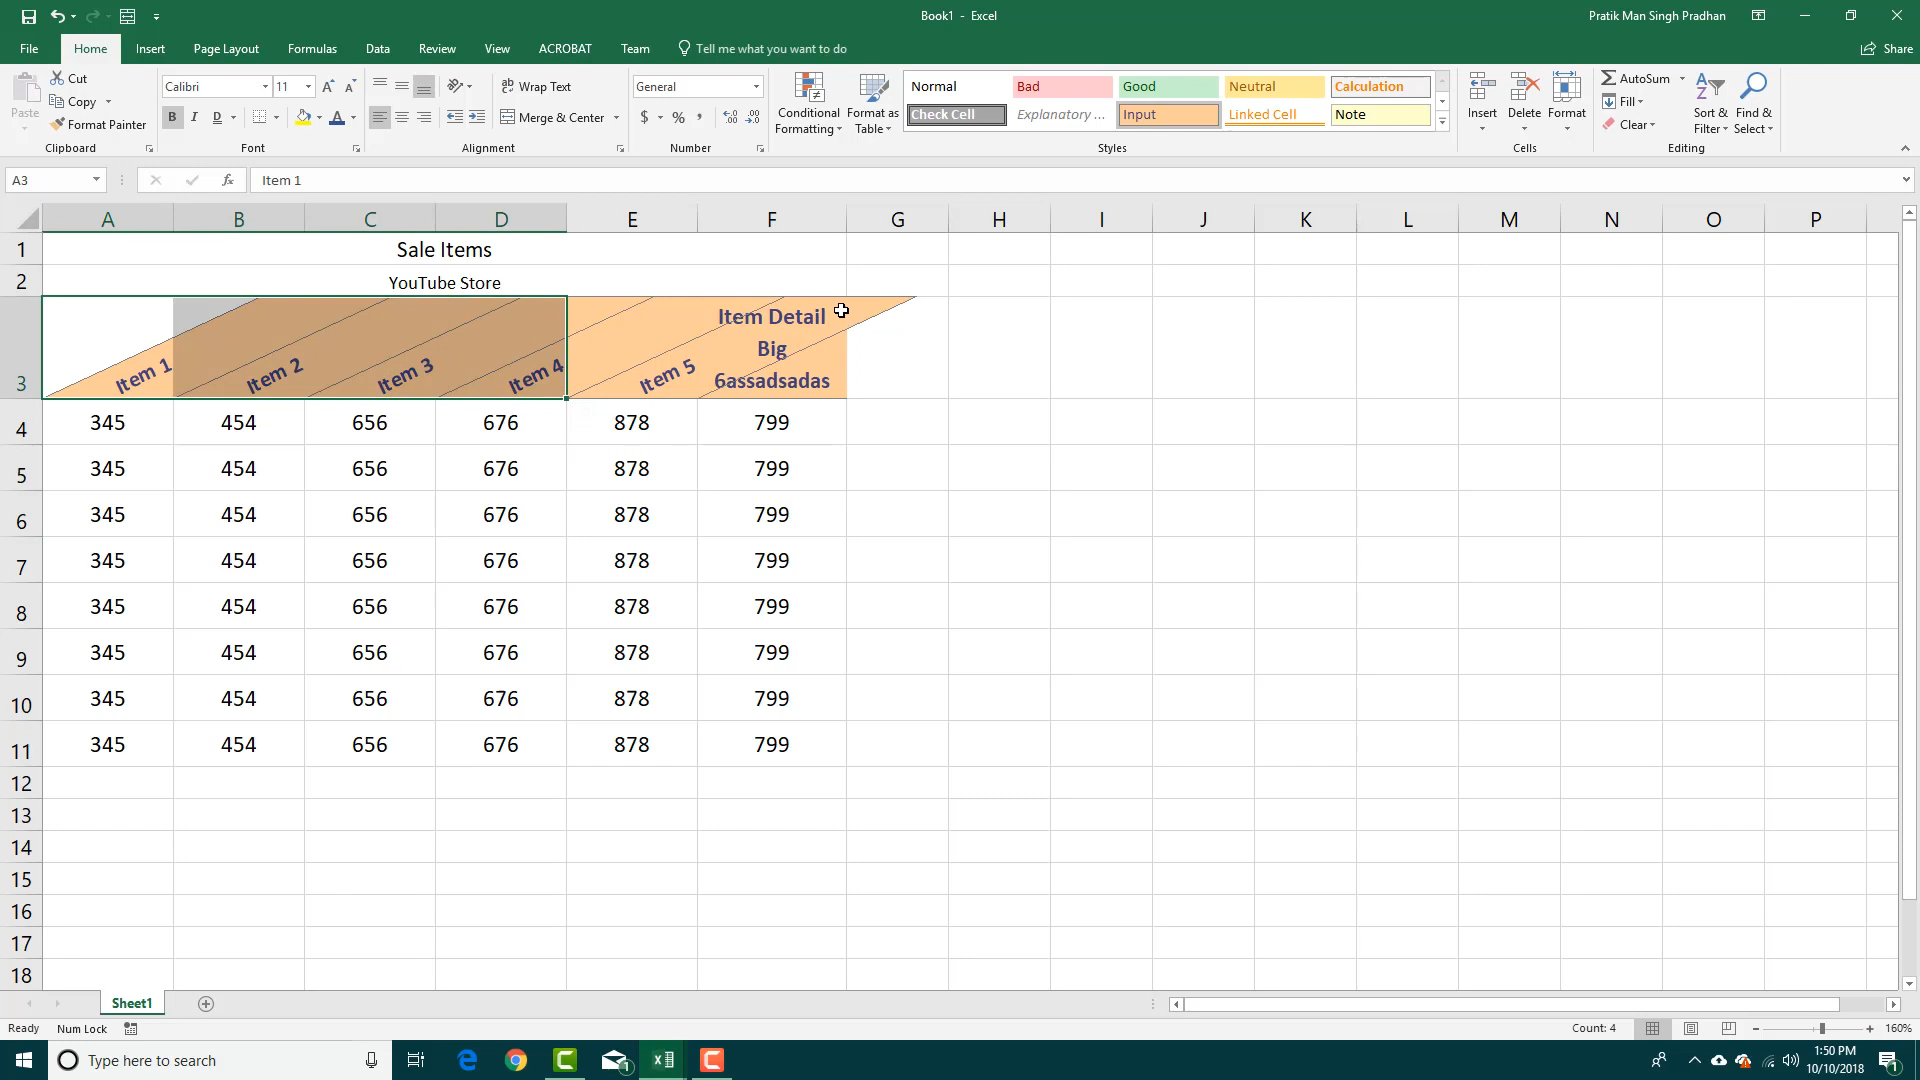 Book1 - Excel
Pratik Man Singh Pradhan
File Home Insert Page Layout Formulas Data Review View ACROBAT Team Tell me what you want to do Share
Paste
Cut
Copy
Format Painter
Clipboard
Calibri 11
B I U
Font
Wrap Text
Merge & Center
Alignment
General
$ % ,
Number
Conditional Formatting
Format as Table
Normal Bad Good Neutral Calculation
Check Cell Explanatory ... Input Linked Cell Note
Styles
Insert Delete Format
Cells
AutoSum
Fill
Clear
Sort & Filter
Find & Select
Editing
A3 fx Item 1
A B C D E F G H I J K L M N O P
1 Sale Items
2 YouTube Store
3 Item 1 Item 2 Item 3 Item 4 Item 5 Item Detail
Big
6assadsadas
4 345 454 656 676 878 799
5 345 454 656 676 878 799
6 345 454 656 676 878 799
7 345 454 656 676 878 799
8 345 454 656 676 878 799
9 345 454 656 676 878 799
10 345 454 656 676 878 799
11 345 454 656 676 878 799
12
13
14
15
16
17
18
Sheet1
Ready Num Lock Count: 4 160%
Type here to search
1:50 PM
10/10/2018